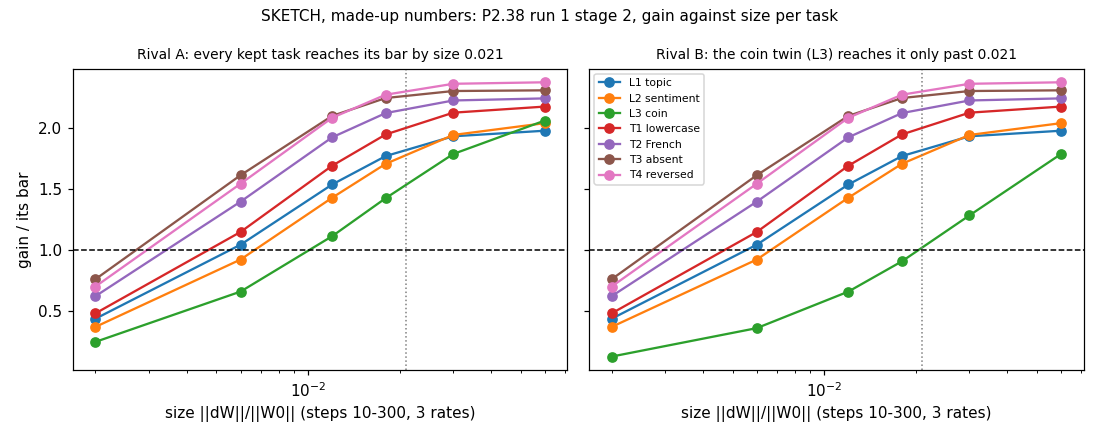 SKETCH, made-up numbers: P2.38 run 1 stage 2, gain against size per task
Rival A: every kept task reaches its bar by size 0.021
gain / its bar
2.0
1.5
1.0
0.5
10⁻²
size ||dW||/||W0|| (steps 10-300, 3 rates)
Rival B: the coin twin (L3) reaches it only past 0.021
L1 topic
L2 sentiment
L3 coin
T1 lowercase
T2 French
T3 absent
T4 reversed
10⁻²
size ||dW||/||W0|| (steps 10-300, 3 rates)